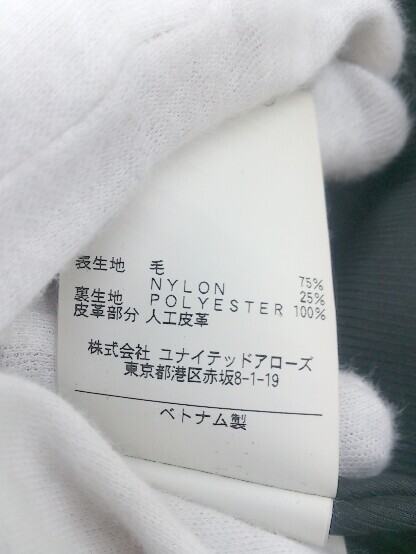 表生地 毛 75%
NYLON 25%
裏生地 POLYESTER 100%
皮革部分 人工皮革
株式会社 ユナイテッドアローズ
東京都港区赤坂8-1-19
ベトナム製